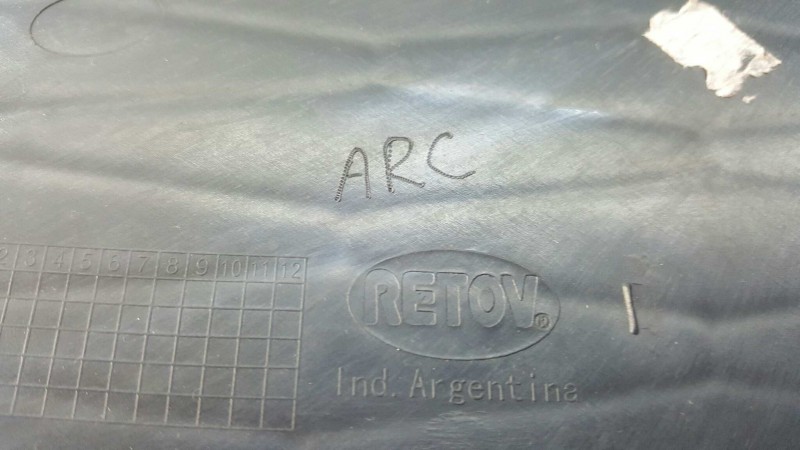 ARC
2 3 4 5 6 7 8 9 10 11 12
RETOV®
Ind. Argentina